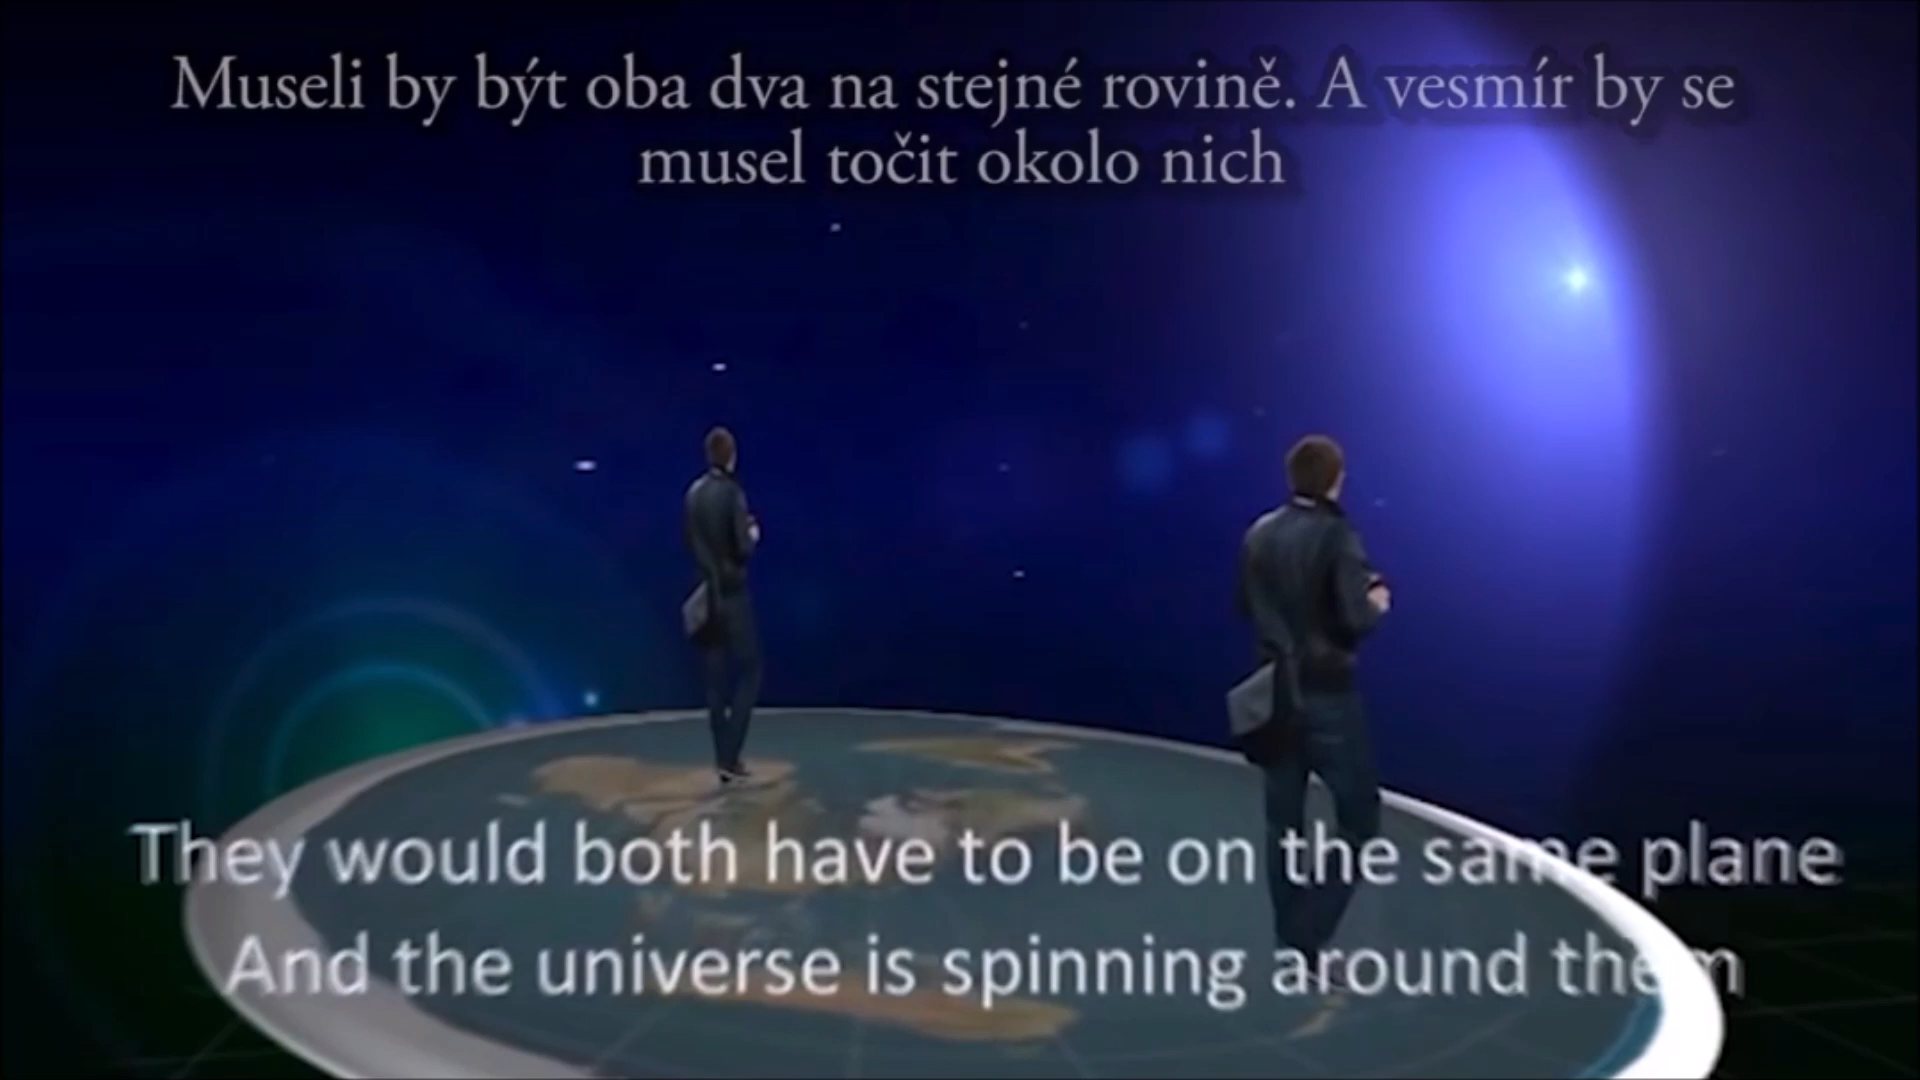 Museli by být oba dva na stejné rovině. A vesmír by se
musel točit okolo nich
They would both have to be on the same plane
And the universe is spinning around them